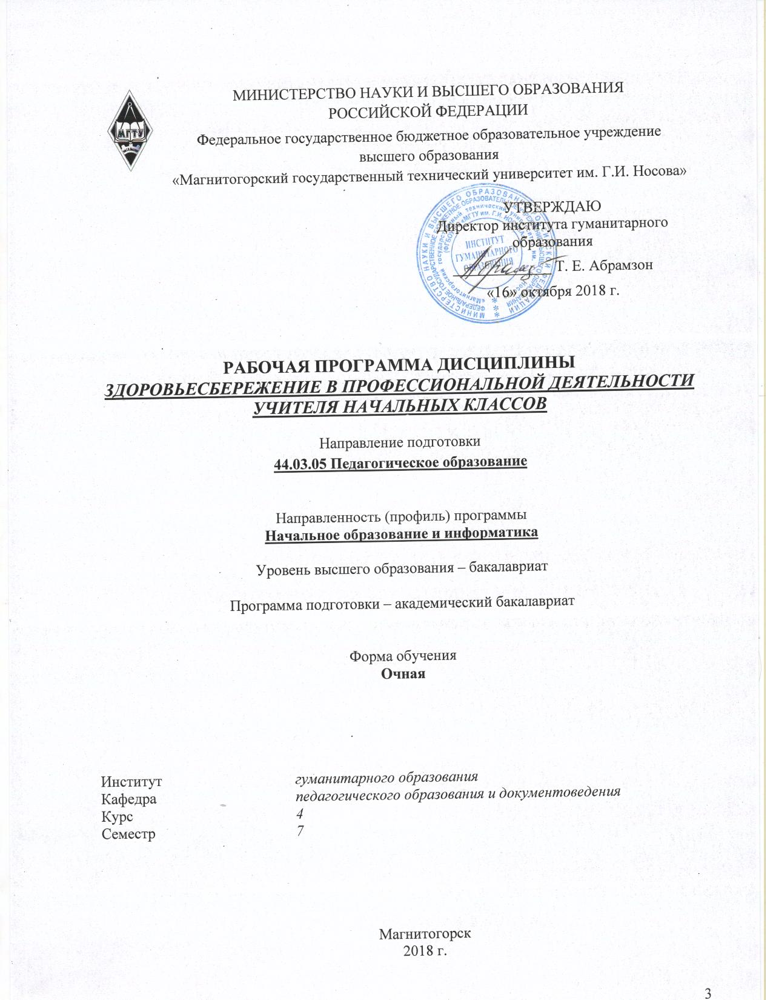 МИНИСТЕРСТВО НАУКИ И ВЫСШЕГО ОБРАЗОВАНИЯ
РОССИЙСКОЙ ФЕДЕРАЦИИ
Федеральное государственное бюджетное образовательное учреждение
высшего образования
«Магнитогорский государственный технический университет им. Г.И. Носова»
МГТУ
УТВЕРЖДАЮ
Директор института гуманитарного
образования
Т. Е. Абрамзон
«16» октября 2018 г.
ИНСТИТУТ
ГУМАНИТАРНОГО
ОБРАЗОВАНИЯ
РАБОЧАЯ ПРОГРАММА ДИСЦИПЛИНЫ
ЗДОРОВЬЕСБЕРЕЖЕНИЕ В ПРОФЕССИОНАЛЬНОЙ ДЕЯТЕЛЬНОСТИ
УЧИТЕЛЯ НАЧАЛЬНЫХ КЛАССОВ
Направление подготовки
44.03.05 Педагогическое образование
Направленность (профиль) программы
Начальное образование и информатика
Уровень высшего образования – бакалавриат
Программа подготовки – академический бакалавриат
Форма обучения
Очная
Институт гуманитарного образования
Кафедра педагогического образования и документоведения
Курс 4
Семестр 7
Магнитогорск
2018 г.
3